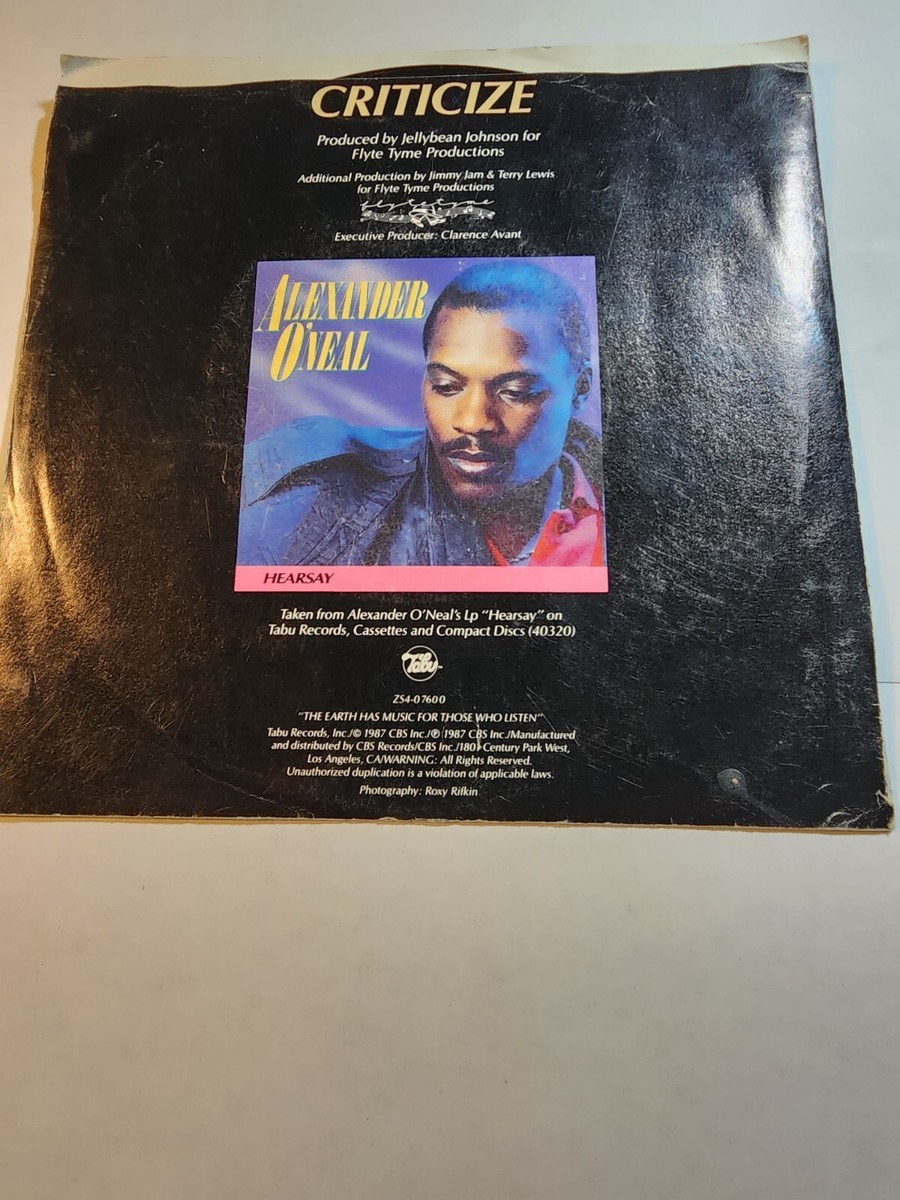 CRITICIZE
Produced by Jellybean Johnson for
Flyte Tyme Productions
Additional Production by Jimmy Jam & Terry Lewis
for Flyte Tyme Productions
flyte tyme
Executive Producer: Clarence Avant
ALEXANDER
O'NEAL
HEARSAY
Taken from Alexander O'Neal's Lp "Hearsay" on
Tabu Records, Cassettes and Compact Discs (40320)
Tabu™
ZS4-07600
"THE EARTH HAS MUSIC FOR THOSE WHO LISTEN"
Tabu Records, Inc./© 1987 CBS Inc./℗ 1987 CBS Inc./Manufactured
and distributed by CBS Records/CBS Inc./1801 Century Park West,
Los Angeles, CA/WARNING: All Rights Reserved.
Unauthorized duplication is a violation of applicable laws.
Photography: Roxy Rifkin